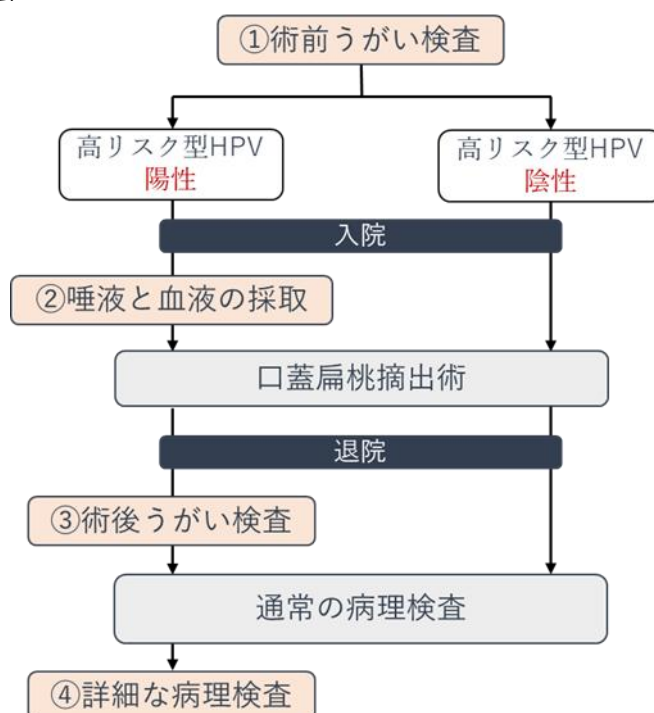 ①術前うがい検査
高リスク型HPV
陽性
高リスク型HPV
陰性
入院
②唾液と血液の採取
口蓋扁桃摘出術
退院
③術後うがい検査
通常の病理検査
④詳細な病理検査